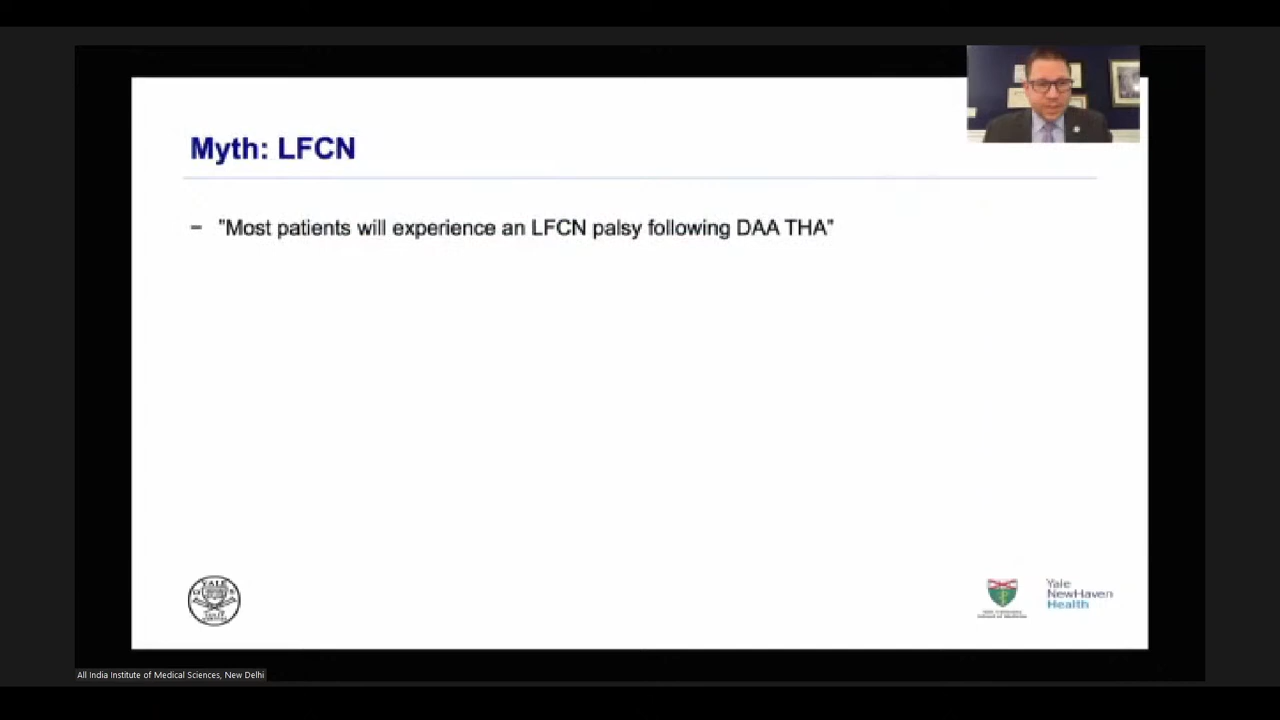 Myth: LFCN
– "Most patients will experience an LFCN palsy following DAA THA"
YALE
Yale
NewHaven
Health
All India Institute of Medical Sciences, New Delhi